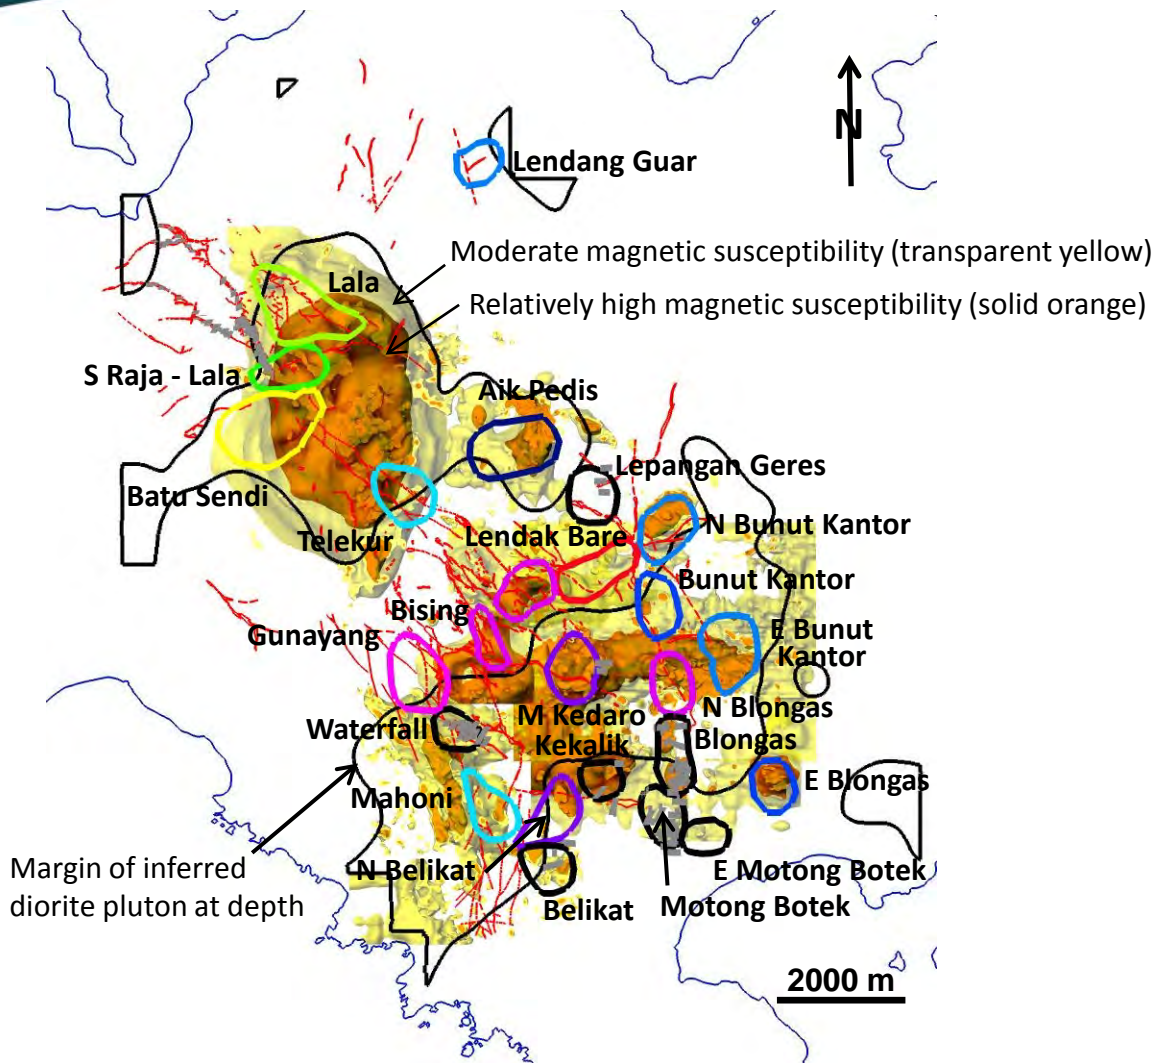 N
Lendang Guar
Moderate magnetic susceptibility (transparent yellow)
Lala
Relatively high magnetic susceptibility (solid orange)
S Raja - Lala
Aik Pedis
Lepangan Geres
Batu Sendi
N Bunut Kantor
Telekur
Lendak Bare
Bunut Kantor
Bising
Gunayang
E Bunut
Kantor
N Blongas
M Kedaro
Waterfall
Blongas
Kekalik
E Blongas
Mahoni
Margin of inferred
diorite pluton at depth
N Belikat
E Motong Botek
Belikat
Motong Botek
2000 m